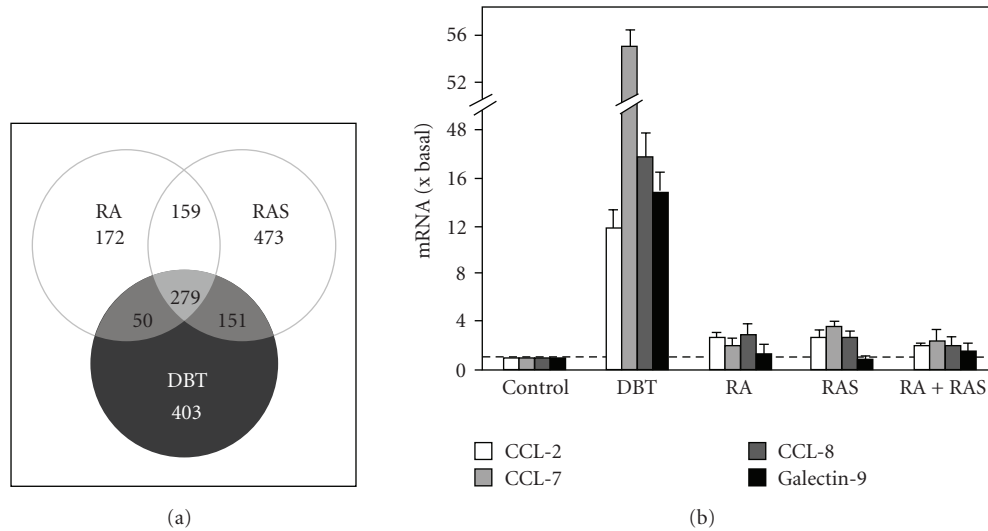 RA
172
159
RAS
473
279
50
151
DBT
403
(a)
mRNA (x basal)
56
52
48
16
12
8
4
0
Control
DBT
RA
RAS
RA + RAS
CCL-2
CCL-7
CCL-8
Galectin-9
(b)